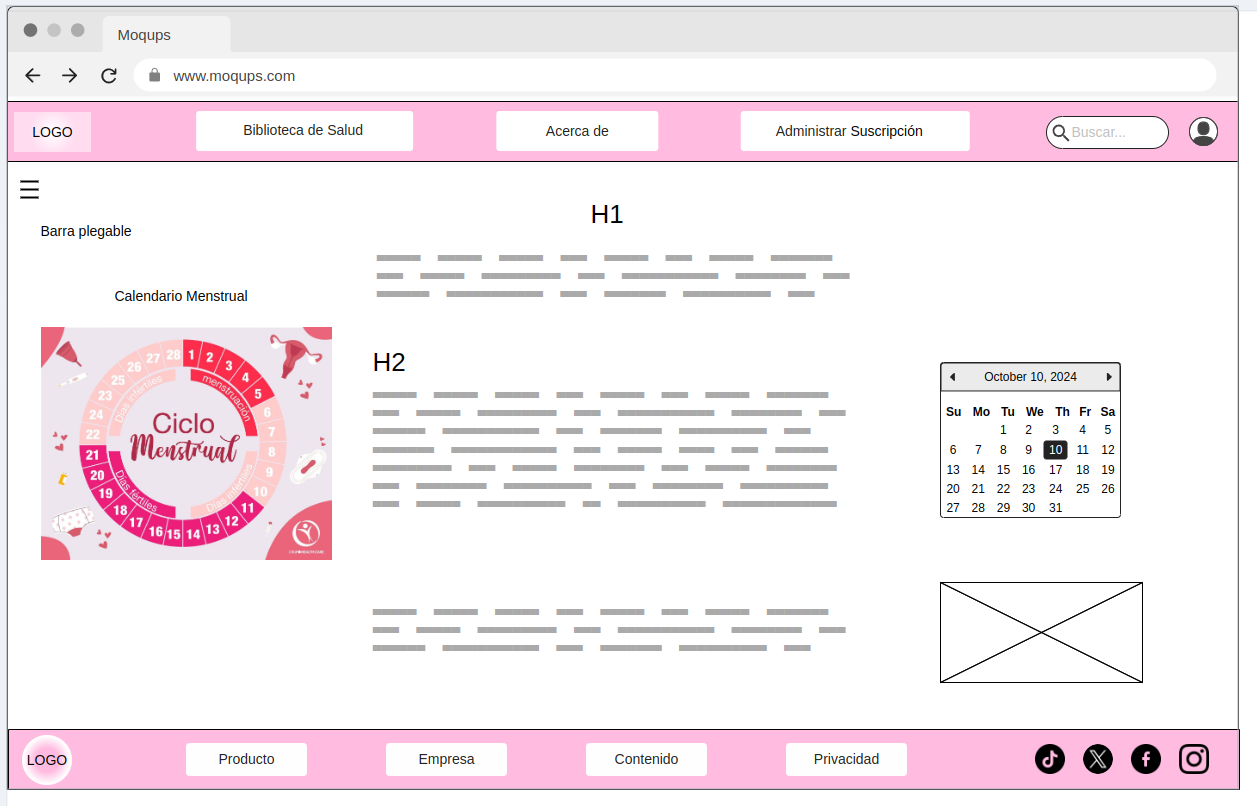 Moqups
www.moqups.com
LOGO
Biblioteca de Salud
Acerca de
Administrar Suscripción
Buscar...
Barra plegable
H1
Calendario Menstrual
Ciclo
Menstrual
menstruación
Días infértiles
Días fértiles
Días infértiles
1
2
3
4
5
6
7
8
9
10
11
12
13
14
15
16
17
18
19
20
21
22
23
24
25
26
27
28
H2
October 10, 2024
Su Mo Tu We Th Fr Sa
1 2 3 4 5
6 7 8 9 10 11 12
13 14 15 16 17 18 19
20 21 22 23 24 25 26
27 28 29 30 31
LOGO
Producto
Empresa
Contenido
Privacidad